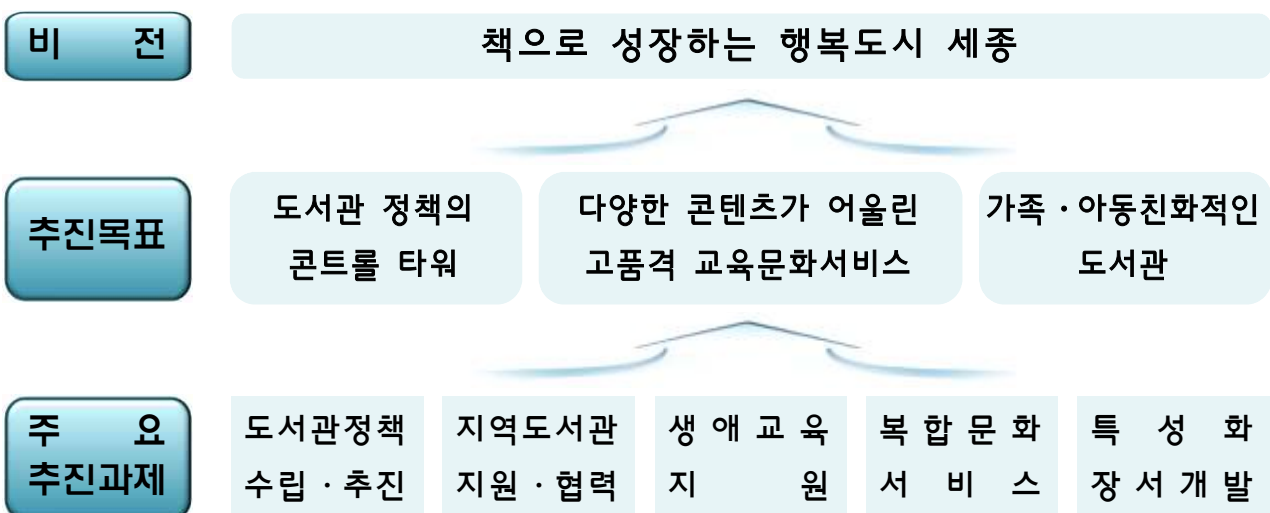 비 전
책으로 성장하는 행복도시 세종
추진목표
도서관 정책의
콘트롤 타워
다양한 콘텐츠가 어울린
고품격 교육문화서비스
가족·아동친화적인
도서관
주 요
추진과제
도서관정책
수립·추진
지역도서관
지원·협력
생애교육
지 원
복합문화
서 비 스
특 성 화
장서개발